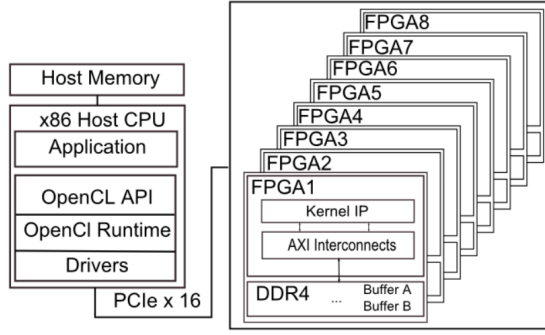 Host Memory
x86 Host CPU
Application
OpenCL API
OpenCl Runtime
Drivers
PCIe x 16
FPGA8
FPGA7
FPGA6
FPGA5
FPGA4
FPGA3
FPGA2
FPGA1
Kernel IP
AXI Interconnects
DDR4 ... Buffer A
Buffer B